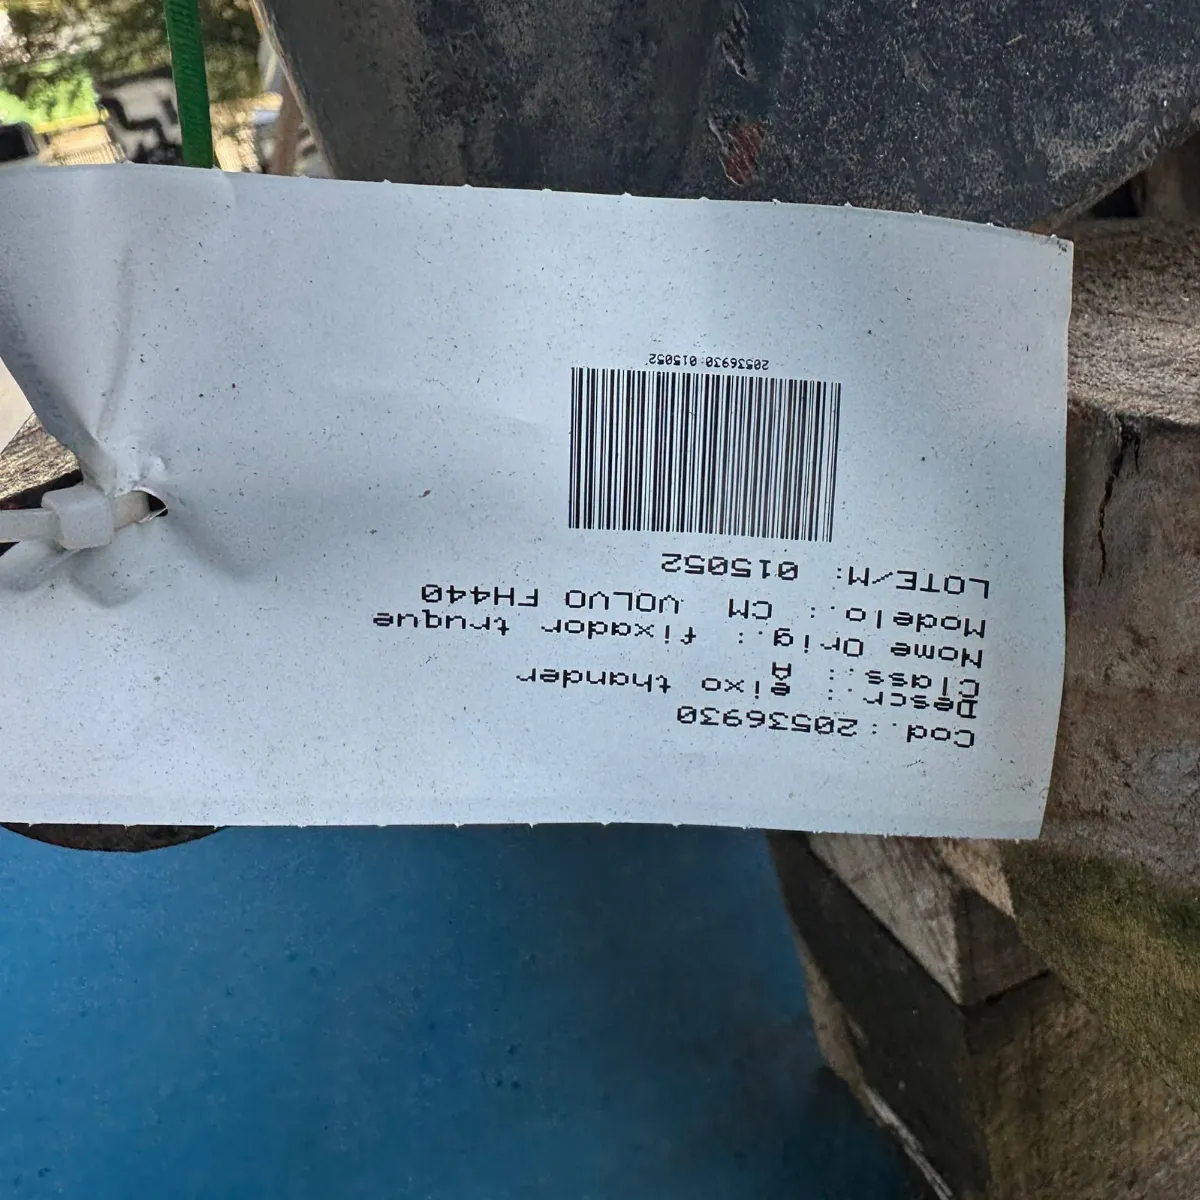 Cod.: 20536930
Descr.: eixo thander
Class.: A
Nome Orig.: fixador truque
Modelo.: CM VOLVO FH440
LOTE/M: 015052
20536930:015052